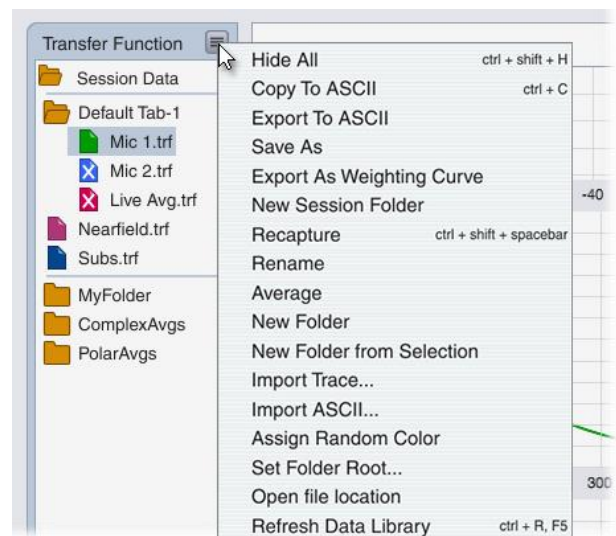 Transfer Function
Session Data
Default Tab-1
Mic 1.trf
Mic 2.trf
Live Avg.trf
Nearfield.trf
Subs.trf
MyFolder
ComplexAvgs
PolarAvgs
Hide All ctrl + shift + H
Copy To ASCII ctrl + C
Export To ASCII
Save As
Export As Weighting Curve
New Session Folder
Recapture ctrl + shift + spacebar
Rename
Average
New Folder
New Folder from Selection
Import Trace...
Import ASCII...
Assign Random Color
Set Folder Root...
Open file location
Refresh Data Library ctrl + R, F5
-40
300